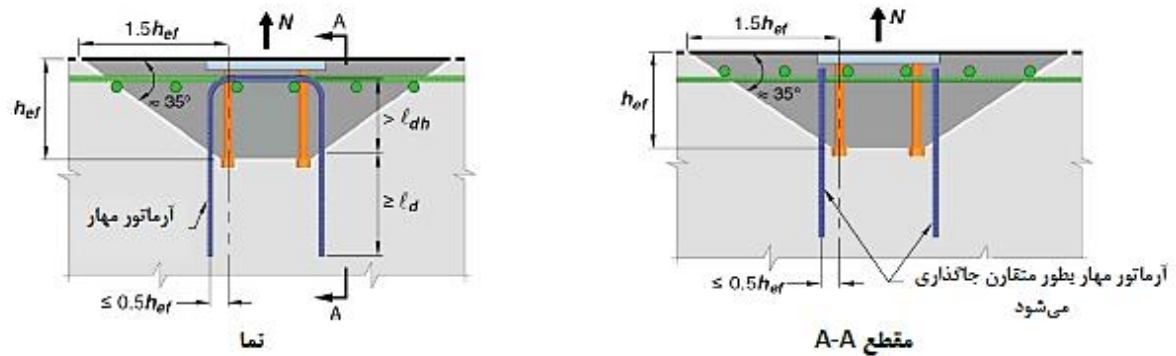 1.5hef
N
A
hef
≈ 35°
> ℓdh
≥ ℓd
آرماتور مهار
≤ 0.5hef
A
نما
1.5hef
N
hef
≈ 35°
≤ 0.5hef
آرماتور مهار بطور متقارن جاگذاری
می‌شود
مقطع A-A